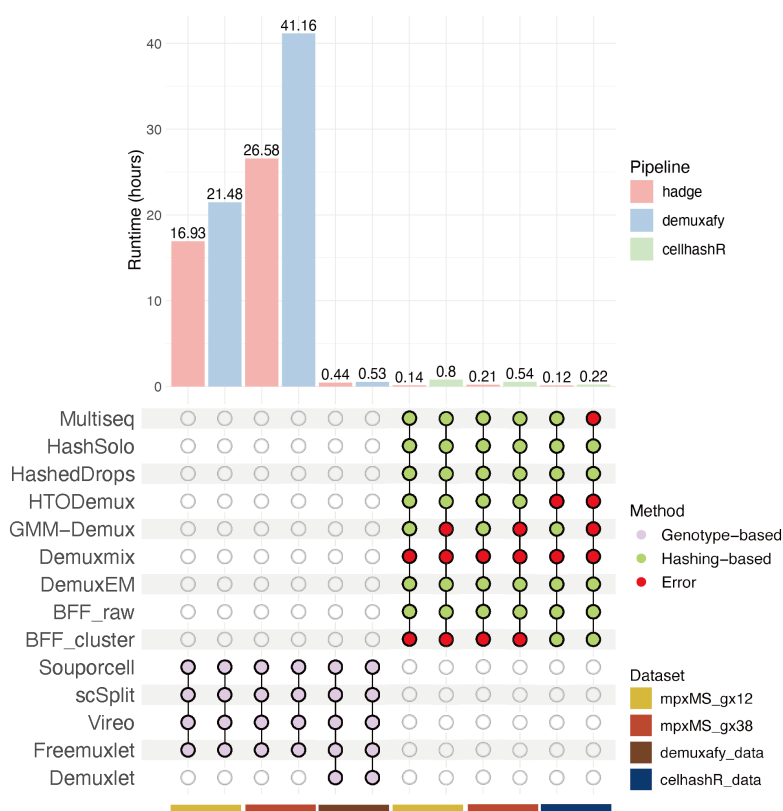 41.16
40
30
26.58
21.48
20
16.93
10
0.44 0.53 0.14 0.8 0.21 0.54 0.12 0.22
0
Runtime (hours)
Pipeline
hadge
demuxafy
cellhashR
Multiseq
HashSolo
HashedDrops
HTODemux
GMM-Demux
Demuxmix
DemuxEM
BFF_raw
BFF_cluster
Souporcell
scSplit
Vireo
Freemuxlet
Demuxlet
Method
Genotype-based
Hashing-based
Error
Dataset
mpxMS_gx12
mpxMS_gx38
demuxafy_data
celhashR_data